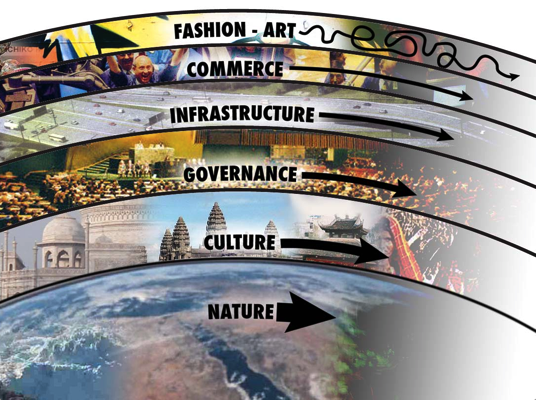 FASHION - ART
COMMERCE
INFRASTRUCTURE
GOVERNANCE
CULTURE
NATURE